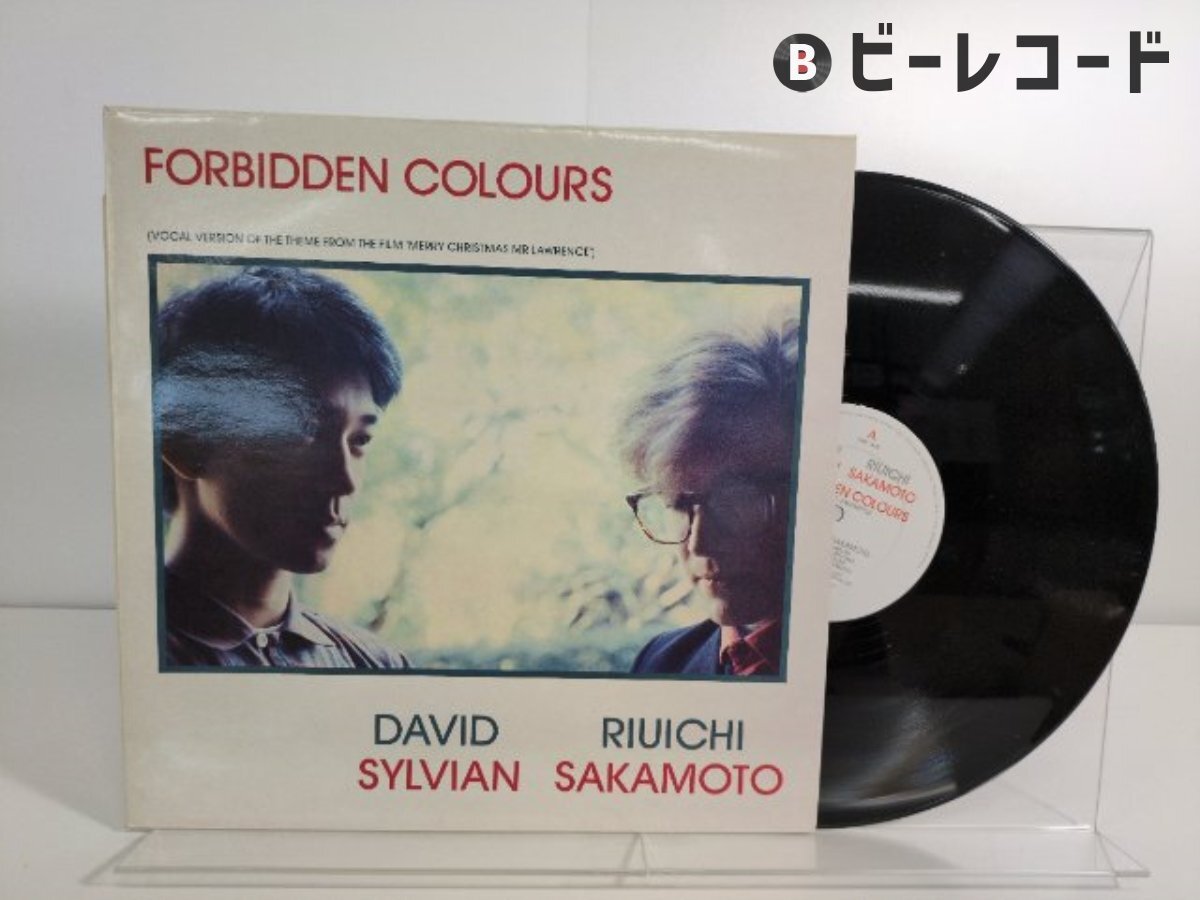 B ビーレコード
FORBIDDEN COLOURS
(VOCAL VERSION OF THE THEME FROM THE FILM 'MERRY CHRISTMAS MR LAWRENCE')
DAVID RIUICHI
SYLVIAN SAKAMOTO
A
RIUICHI
SAKAMOTO
EN COLOURS